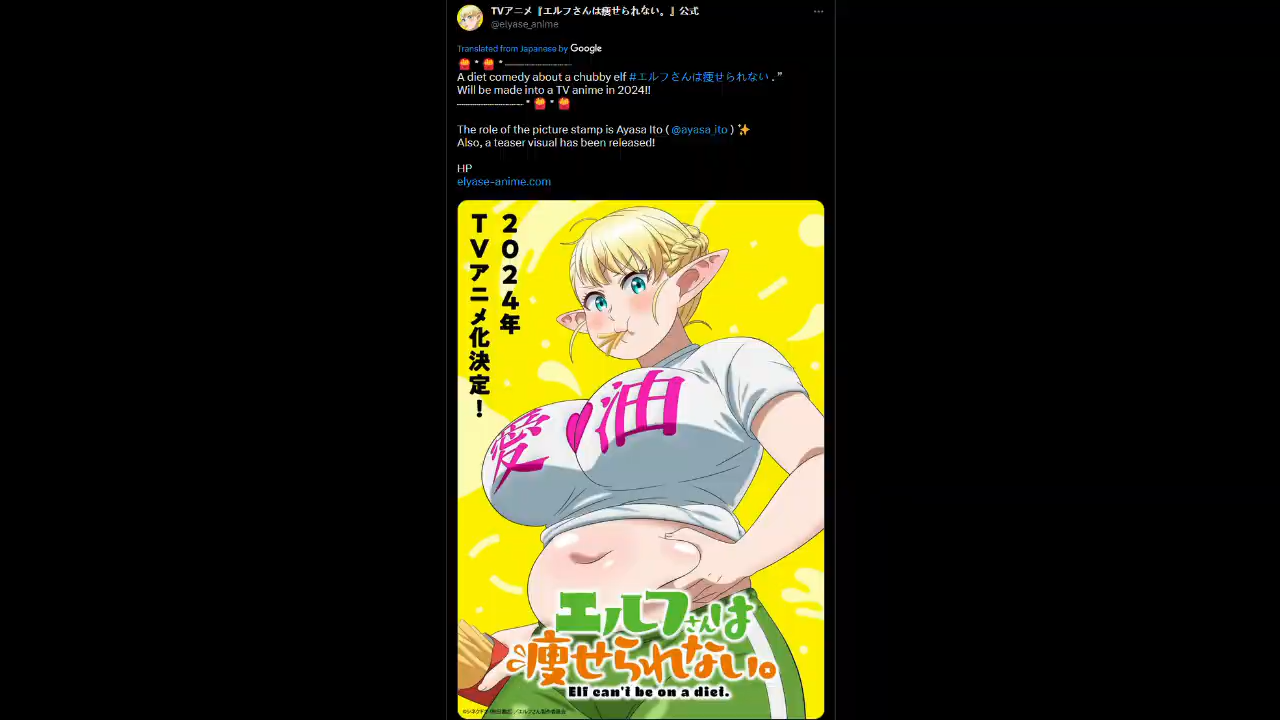 TVアニメ『エルフさんは痩せられない。』公式
@elyase_anime
Translated from Japanese by Google
A diet comedy about a chubby elf #エルフさんは痩せられない . ”
Will be made into a TV anime in 2024!!
The role of the picture stamp is Ayasa Ito ( @ayasa_ito ) ✨
Also, a teaser visual has been released!
HP
elyase-anime.com
2024年
TVアニメ化決定!
愛♥油
エルフさんは
痩せられない。
Elf can't be on a diet.